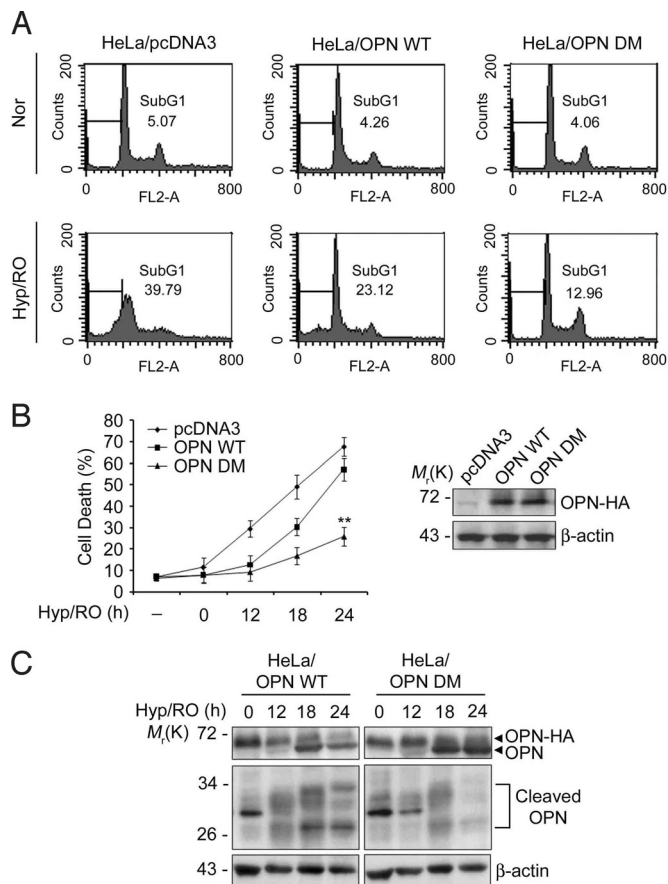 A
HeLa/pcDNA3 HeLa/OPN WT HeLa/OPN DM
Nor
Counts 200 0 SubG1 5.07 0 FL2-A 800
Counts 200 0 SubG1 4.26 0 FL2-A 800
Counts 200 0 SubG1 4.06 0 FL2-A 800
Hyp/RO
Counts 200 0 SubG1 39.79 0 FL2-A 800
Counts 200 0 SubG1 23.12 0 FL2-A 800
Counts 200 0 SubG1 12.96 0 FL2-A 800
B
Cell Death (%)
80
70
60
50
40
30
20
10
0
pcDNA3
OPN WT
OPN DM
**
Hyp/RO (h) – 0 12 18 24
Mr(K) pcDNA3 OPN WT OPN DM
72 - OPN-HA
43 - β-actin
C
HeLa/ HeLa/
OPN WT OPN DM
Hyp/RO (h) 0 12 18 24 0 12 18 24
Mr(K)
72 - OPN-HA
OPN
34 -
Cleaved
OPN
26 -
43 - β-actin